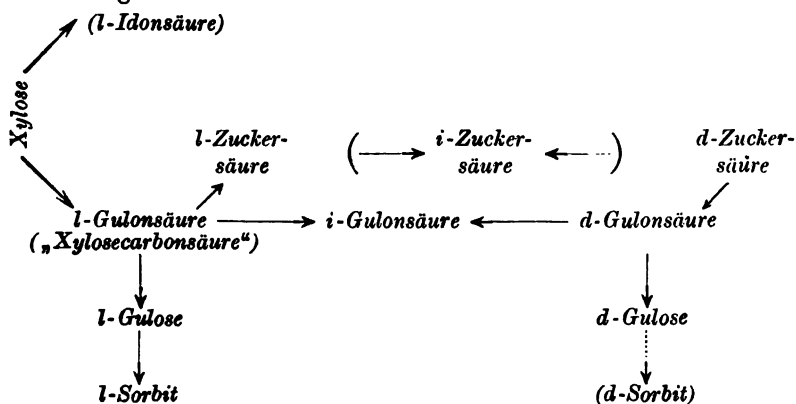 (l-Idonsäure)
Xylose
l-Zucker- i-Zucker- d-Zucker-
säure ( ) säure säure
l-Gulonsäure i-Gulonsäure d-Gulonsäure
(„Xylosecarbonsäure“)
l-Gulose d-Gulose
l-Sorbit (d-Sorbit)